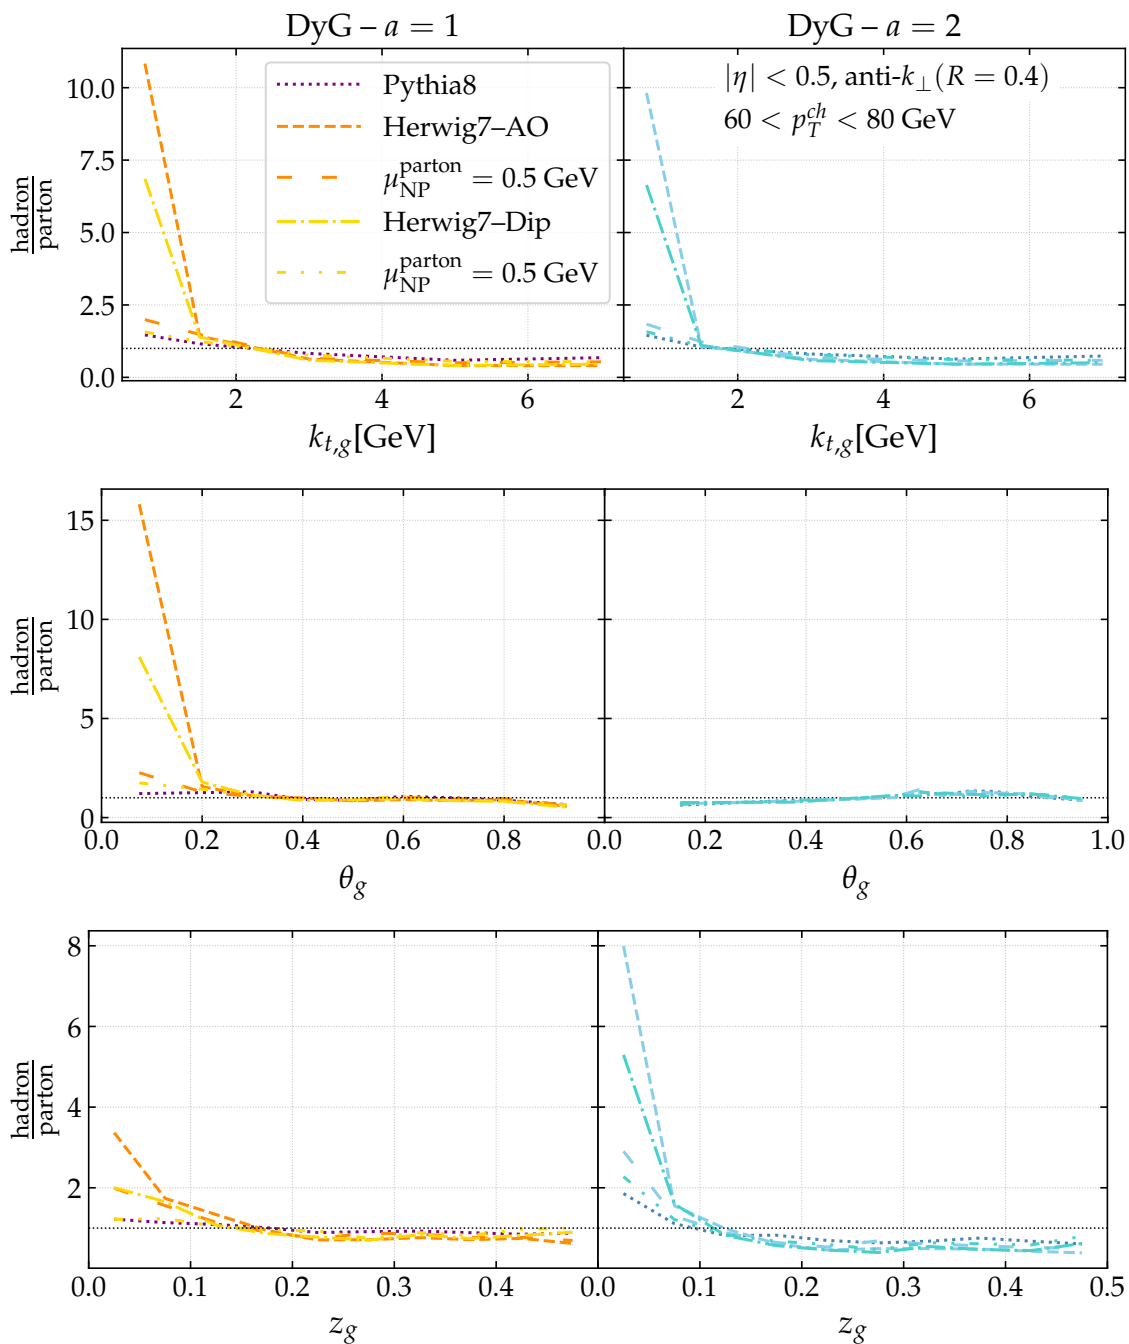 DyG – a = 1
DyG – a = 2
Pythia8
Herwig7–AO
μ_NP^parton = 0.5 GeV
Herwig7–Dip
μ_NP^parton = 0.5 GeV
|η| < 0.5, anti-k⊥(R = 0.4)
60 < p_T^ch < 80 GeV
hadron
parton
10.0
7.5
5.0
2.5
0.0
2 4 6
2 4 6
k_{t,g}[GeV]
k_{t,g}[GeV]
hadron
parton
15
10
5
0
0.0 0.2 0.4 0.6 0.8 0.0
0.2 0.4 0.6 0.8 1.0
θ_g
θ_g
hadron
parton
8
6
4
2
0.0 0.1 0.2 0.3 0.4 0.0
0.1 0.2 0.3 0.4 0.5
z_g
z_g